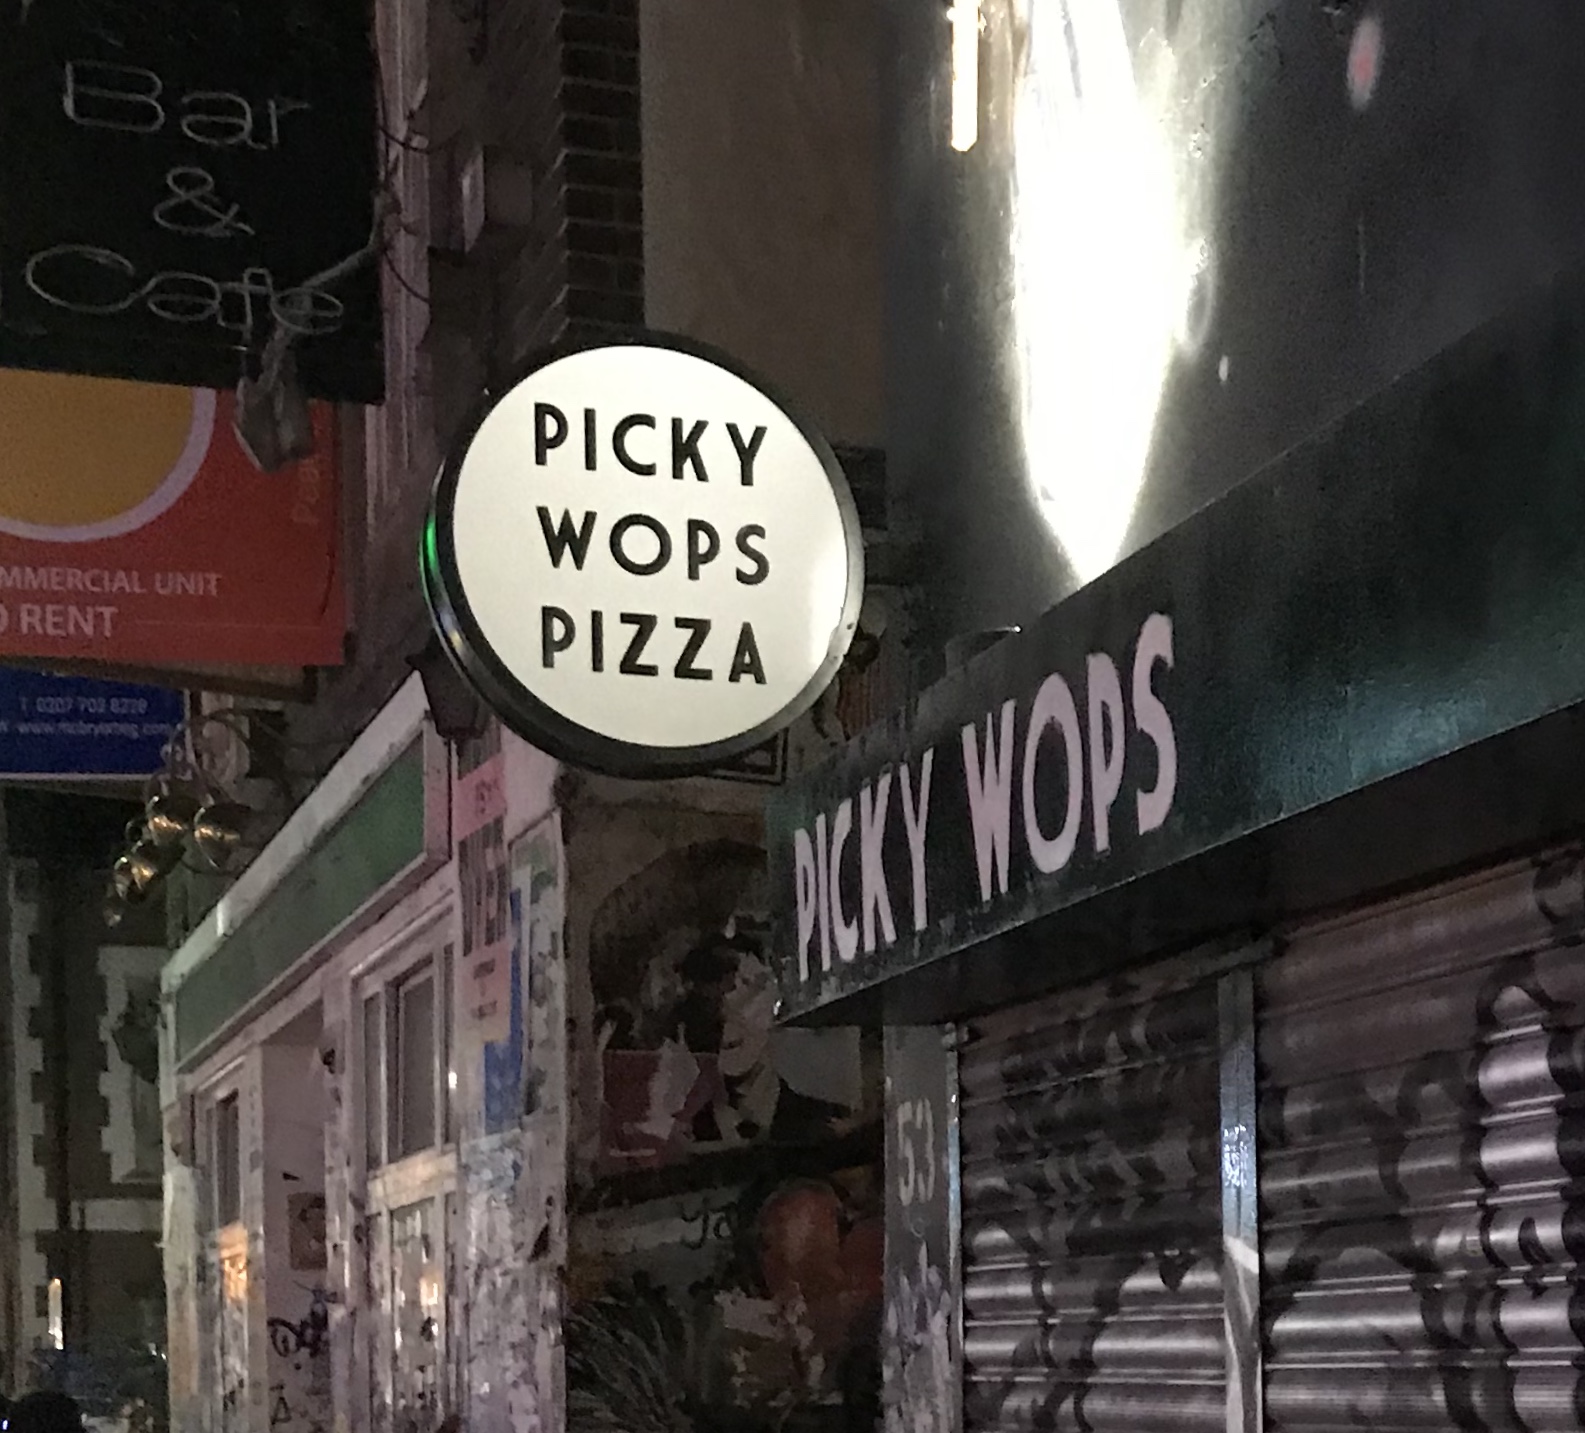 Bar
&
Cafe
PICKY
WOPS
PIZZA
MMERCIAL UNIT
RENT
PICKY WOPS
53